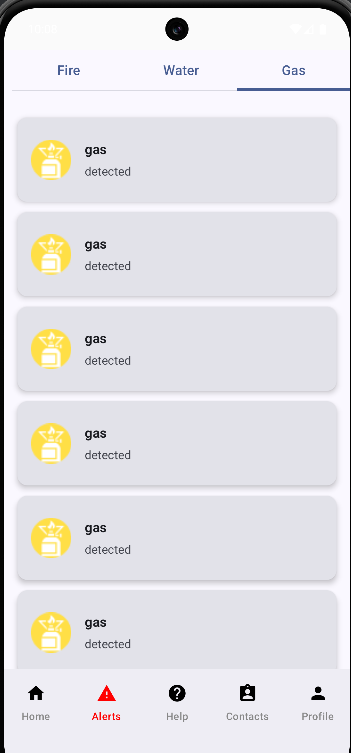 Fire
Water
Gas
gas
detected
gas
detected
gas
detected
gas
detected
gas
detected
gas
detected
Home
Alerts
Help
Contacts
Profile